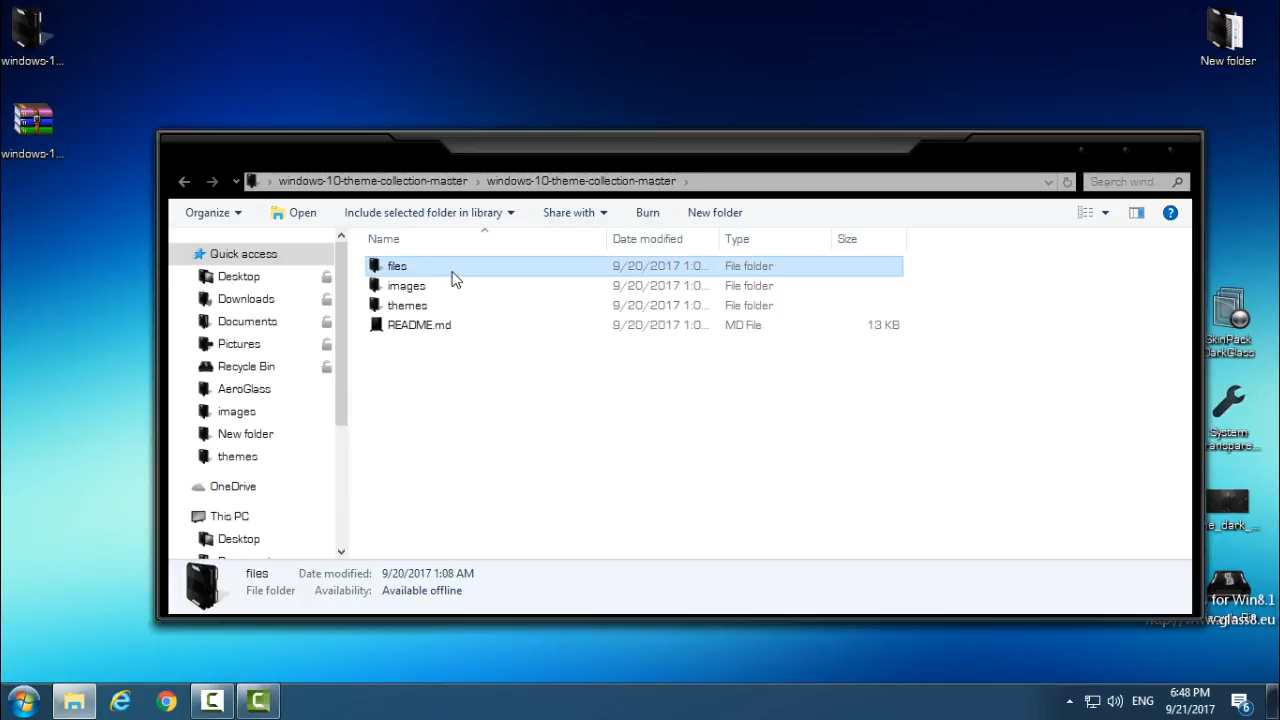 windows-1...
windows-1...
New folder
windows-10-theme-collection-master
windows-10-theme-collection-master
Search wind...
Organize
Open
Include selected folder in library
Share with
Burn
New folder
Name
Date modified
Type
Size
Quick access
Desktop
Downloads
Documents
Pictures
Recycle Bin
AeroGlass
images
New folder
themes
OneDrive
This PC
Desktop
files 9/20/2017 1:0... File folder
images 9/20/2017 1:0... File folder
themes 9/20/2017 1:0... File folder
README.md 9/20/2017 1:0... MD File 13 KB
files Date modified: 9/20/2017 1:08 AM
File folder Availability: Available offline
SkinPack
DarkGlass
System
for Win8.1
ENG
6:48 PM
9/21/2017
6